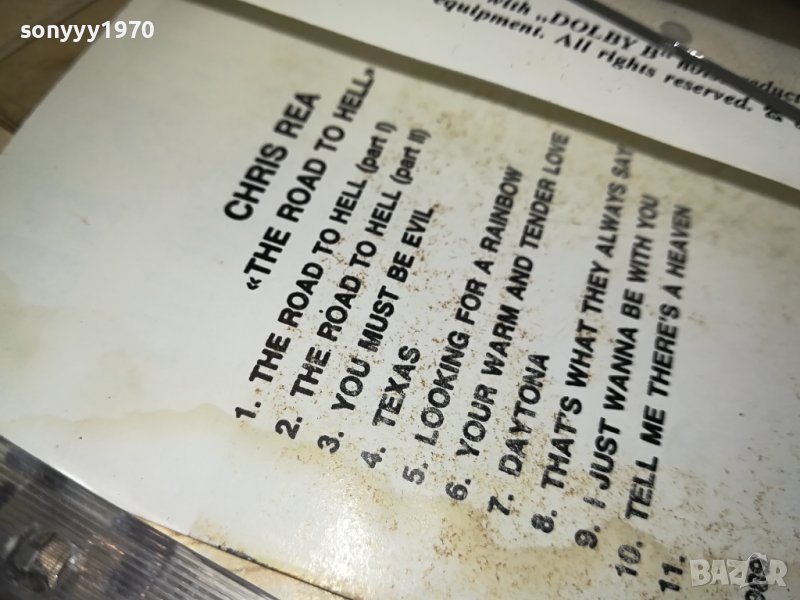 sonyyy1970
with „DOLBY B"
equipment. All rights reserved.
CHRIS REA
«THE ROAD TO HELL»
1. THE ROAD TO HELL (part I)
2. THE ROAD TO HELL (part II)
3. YOU MUST BE EVIL
4. TEXAS
5. LOOKING FOR A RAINBOW
6. YOUR WARM AND TENDER LOVE
7. DAYTONA
8. THAT'S WHAT THEY ALWAYS SAY
9. I JUST WANNA BE WITH YOU
10. TELL ME THERE'S A HEAVEN
11.
BAZAR